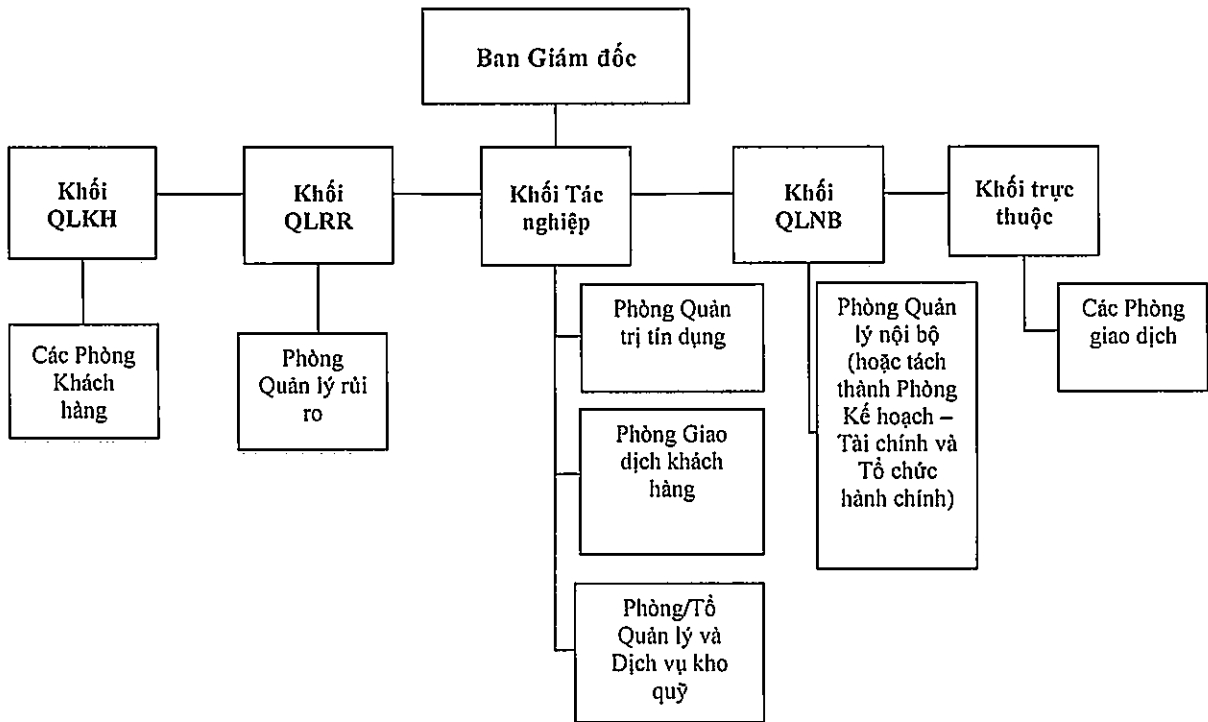 Ban Giám đốc
Khối
QLKH
Khối
QLRR
Khối Tác
nghiệp
Khối
QLNB
Khối trực
thuộc
Các Phòng
Khách
hàng
Phòng
Quản lý rủi
ro
Phòng Quản
trị tín dụng
Phòng Giao
dịch khách
hàng
Phòng/Tổ
Quản lý và
Dịch vụ kho
quỹ
Phòng Quản
lý nội bộ
(hoặc tách
thành Phòng
Kế hoạch –
Tài chính và
Tổ chức
hành chính)
Các Phòng
giao dịch